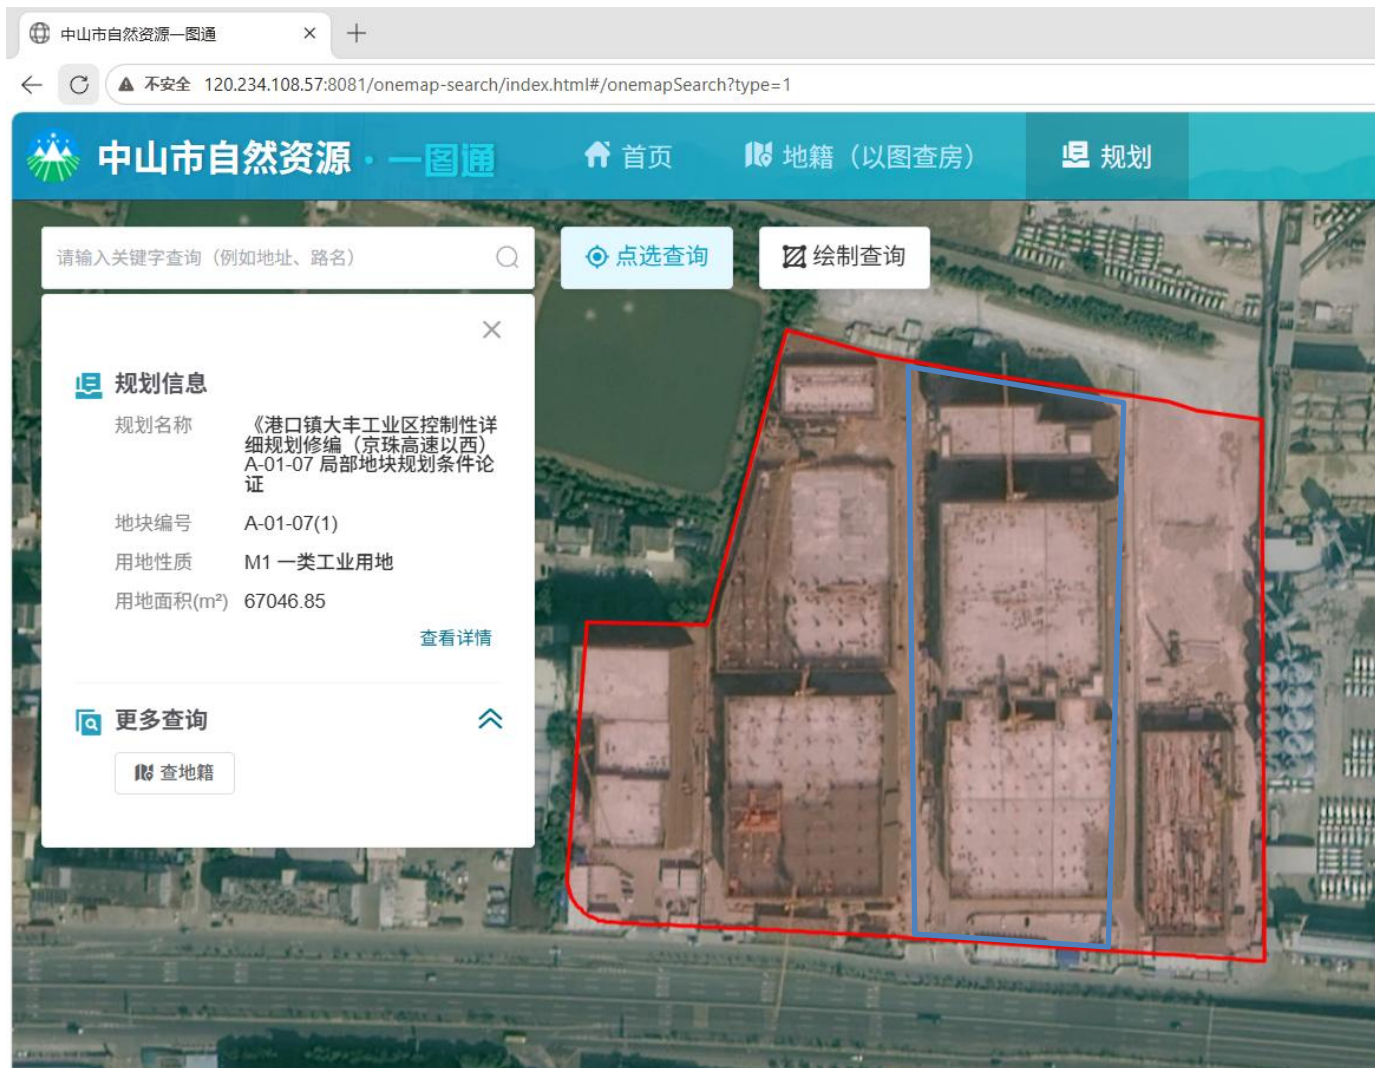 中山市自然资源—图通
不安全 120.234.108.57:8081/onemap-search/index.html#/onemapSearch?type=1
中山市自然资源·一图通 首页 地籍（以图查房） 规划
请输入关键字查询（例如地址、路名） 点选查询 绘制查询
规划信息
规划名称 《港口镇大丰工业区控制性详
细规划修编（京珠高速以西）
A-01-07 局部地块规划条件论
证
地块编号 A-01-07(1)
用地性质 M1 一类工业用地
用地面积(m²) 67046.85
查看详情
更多查询
查地籍